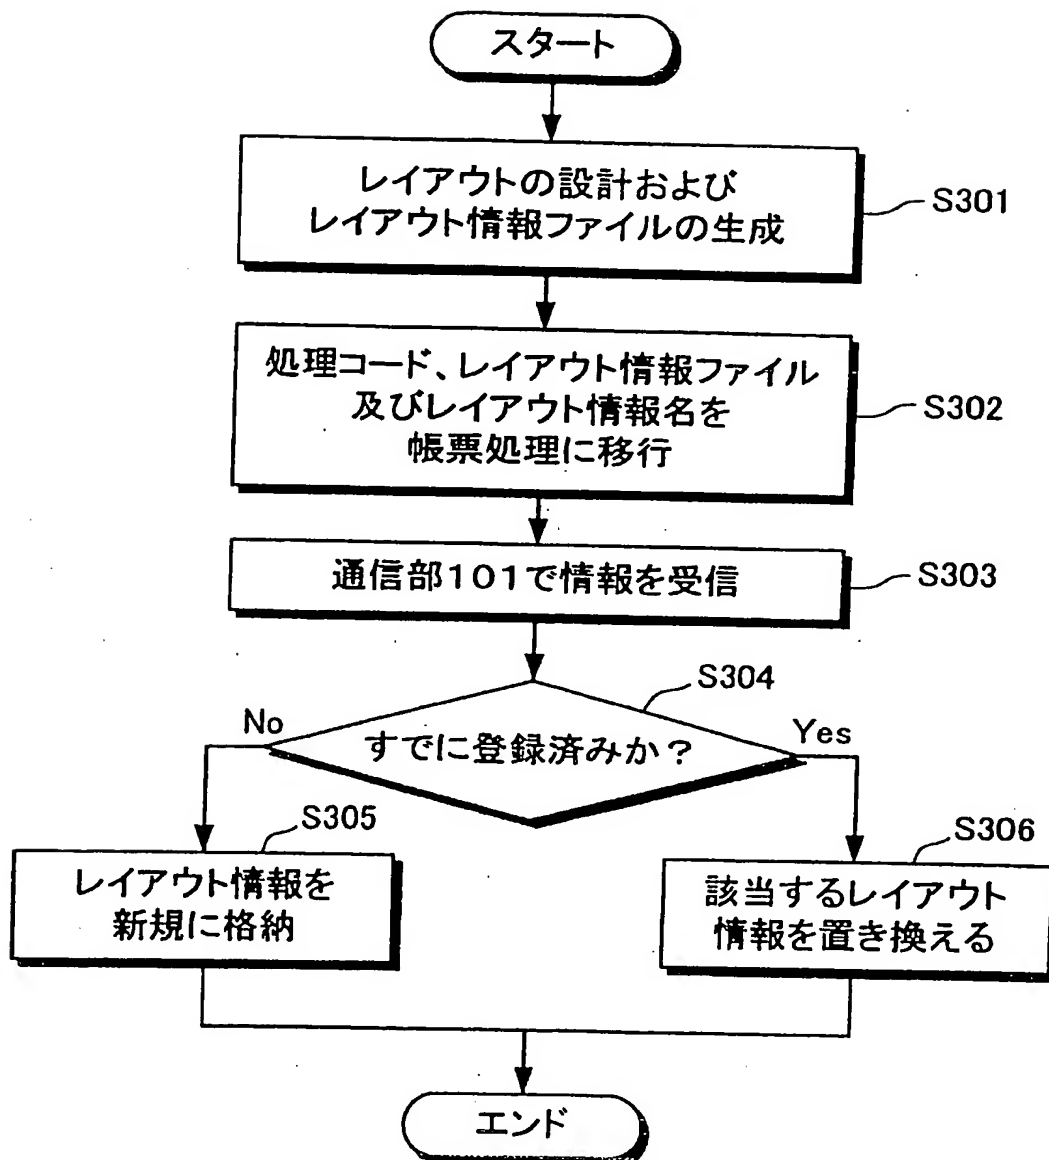 スタート
レイアウトの設計および
レイアウト情報ファイルの生成
S301
処理コード、レイアウト情報ファイル
及びレイアウト情報名を
帳票処理に移行
S302
通信部101で情報を受信
S303
S304
No
すでに登録済みか？
Yes
S305
レイアウト情報を
新規に格納
S306
該当するレイアウト
情報を置き換える
エンド